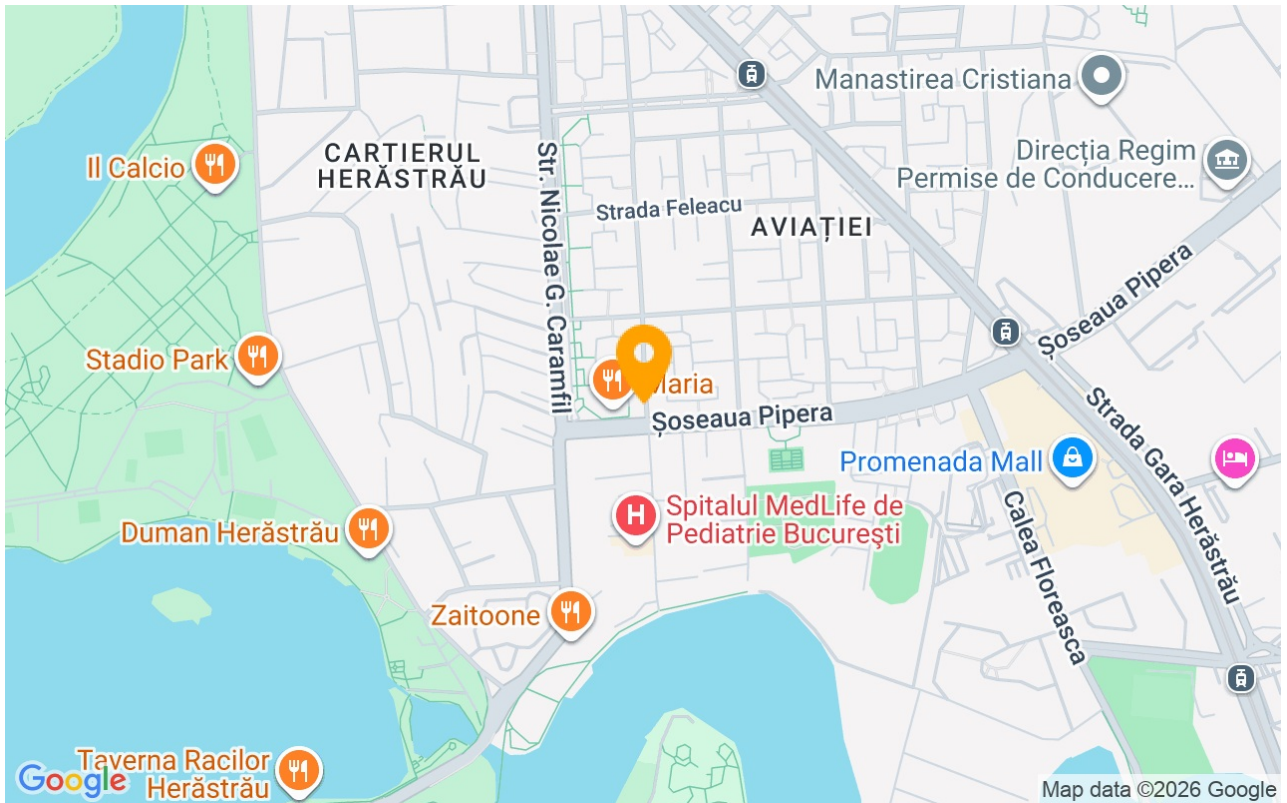 Manastirea Cristiana
Il Calcio
CARTIERUL
HERĂSTRĂU
Direcția Regim
Permise de Conducere...
Str. Nicolae G. Caramfil
Strada Feleacu
AVIAȚIEI
Șoseaua Pipera
Stadio Park
Maria
Șoseaua Pipera
Strada Gara Herăstrău
Promenada Mall
Calea Floreasca
Spitalul MedLife de
Pediatrie București
Duman Herăstrău
Zaitoone
Taverna Racilor
Herăstrău
Google
Map data ©2026 Google